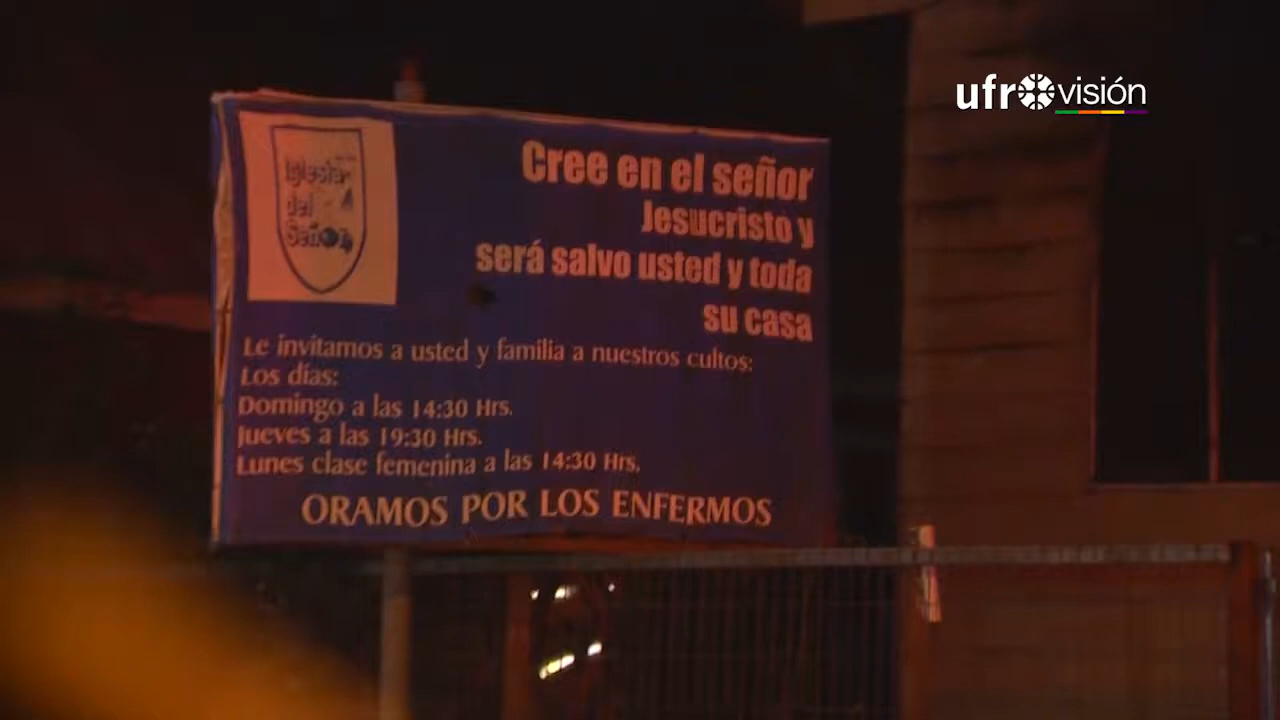 ufrovisión
Iglesia
del
Señor
Cree en el señor
Jesucristo y
será salvo usted y toda
su casa
Le invitamos a usted y familia a nuestros cultos:
Los días:
Domingo a las 14:30 Hrs.
Jueves a las 19:30 Hrs.
Lunes clase femenina a las 14:30 Hrs.
ORAMOS POR LOS ENFERMOS